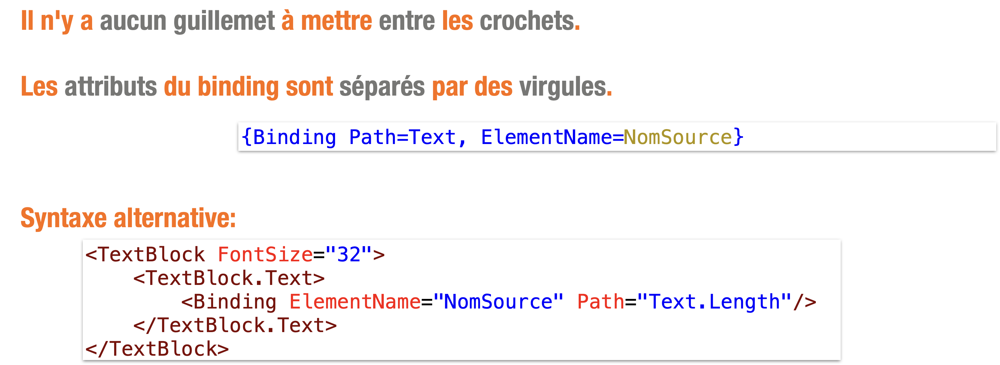 Il n'y a aucun guillemet à mettre entre les crochets.
Les attributs du binding sont séparés par des virgules.
{Binding Path=Text, ElementName=NomSource}
Syntaxe alternative:
<TextBlock FontSize="32">
    <TextBlock.Text>
        <Binding ElementName="NomSource" Path="Text.Length"/>
    </TextBlock.Text>
</TextBlock>